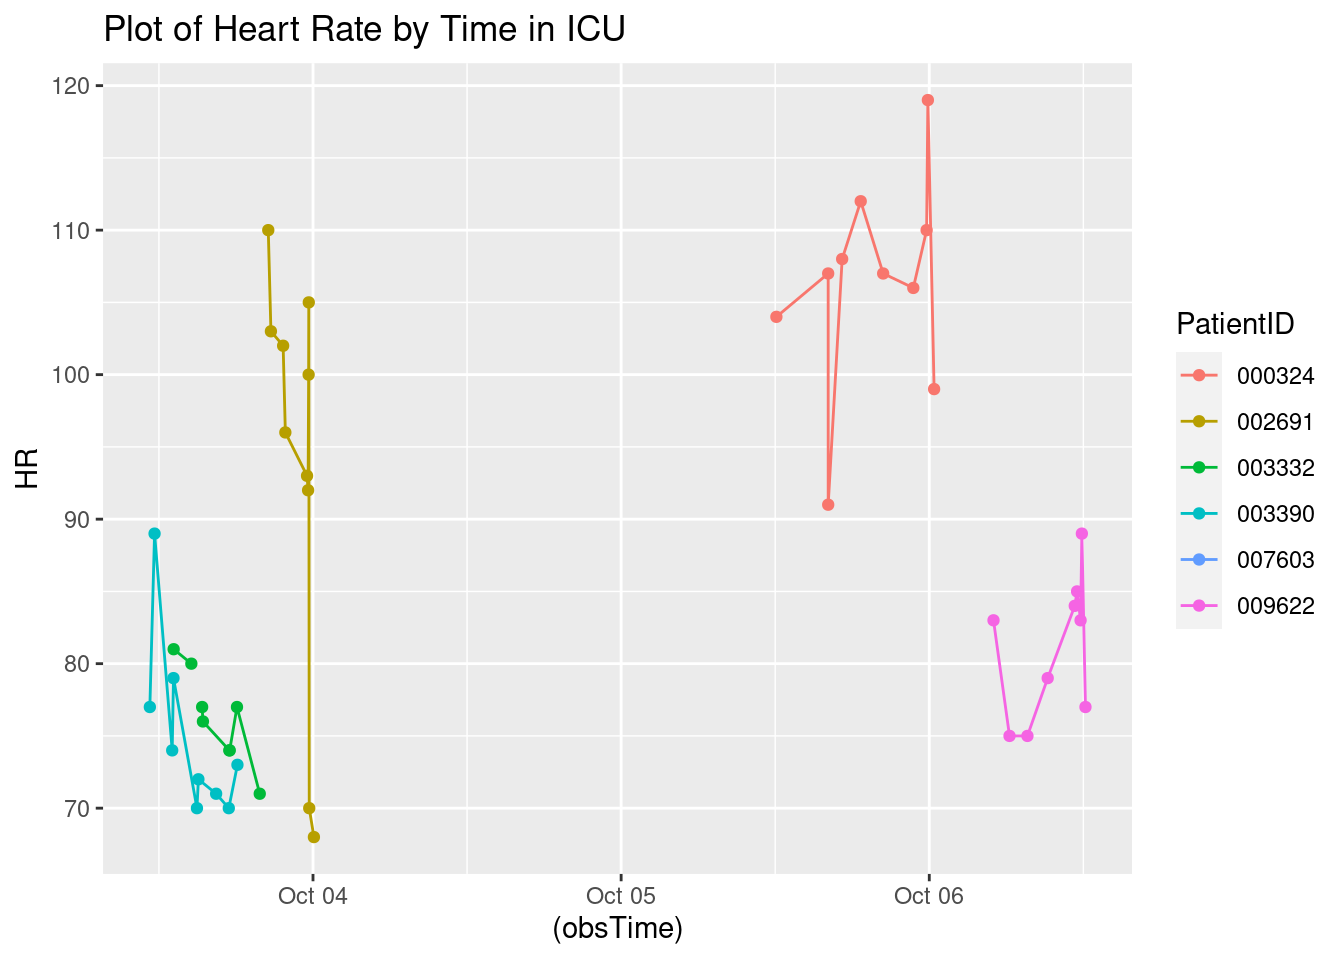 Plot of Heart Rate by Time in ICU
120
110
100
90
80
70
HR
Oct 04
Oct 05
Oct 06
(obsTime)
PatientID
000324
002691
003332
003390
007603
009622